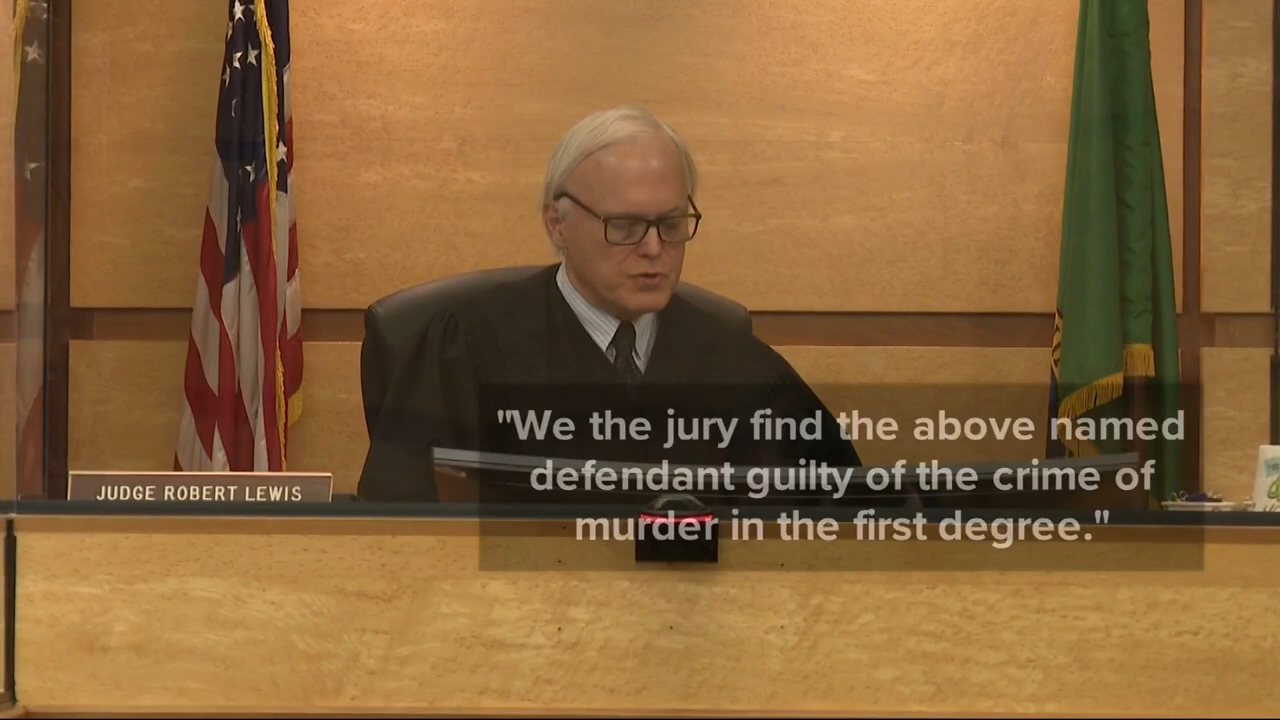 JUDGE ROBERT LEWIS
"We the jury find the above named
defendant guilty of the crime of
murder in the first degree."